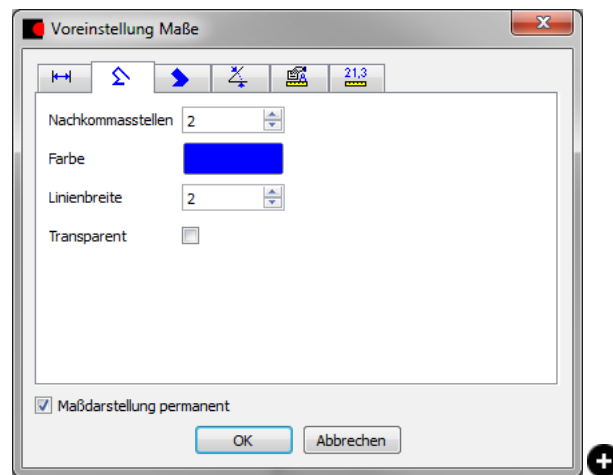 Voreinstellung Maße
21,3
Nachkommasstellen 2
Farbe
Linienbreite 2
Transparent
Maßdarstellung permanent
OK Abbrechen